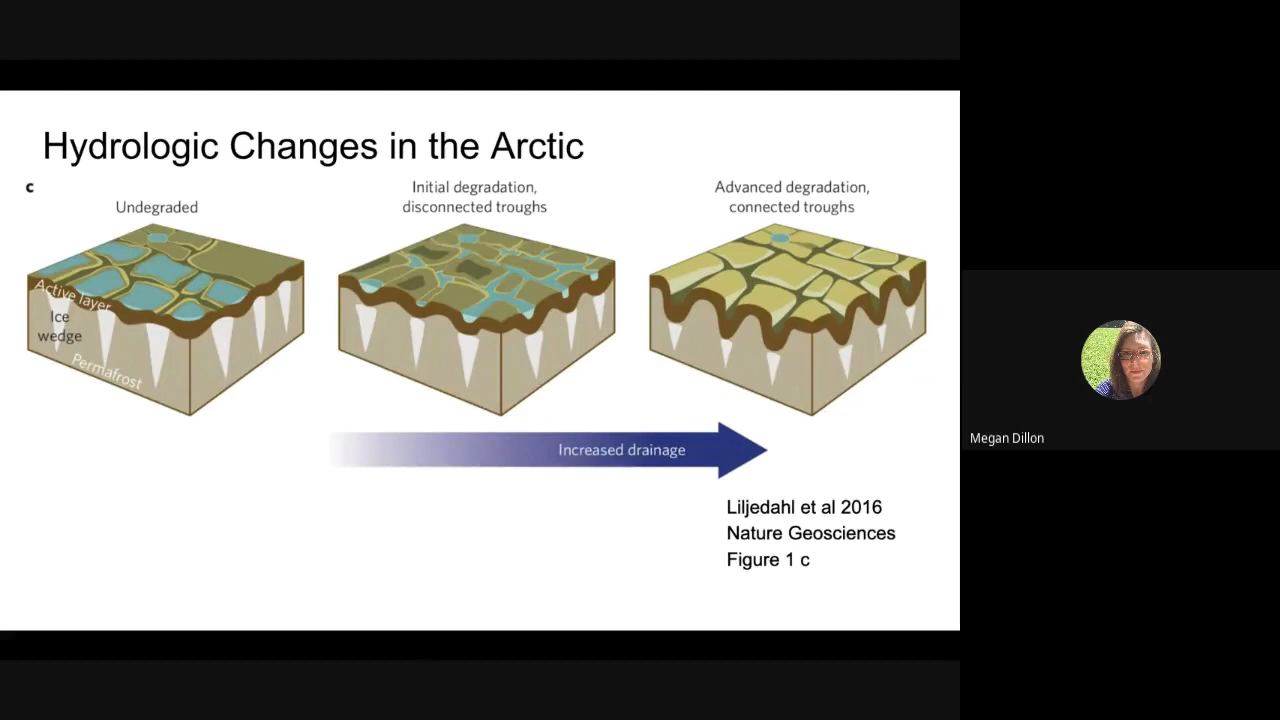 Hydrologic Changes in the Arctic
c
Undegraded
Initial degradation,
disconnected troughs
Advanced degradation,
connected troughs
Active layer
Ice
wedge
Permafrost
Increased drainage
Liljedahl et al 2016
Nature Geosciences
Figure 1 c
Megan Dillon